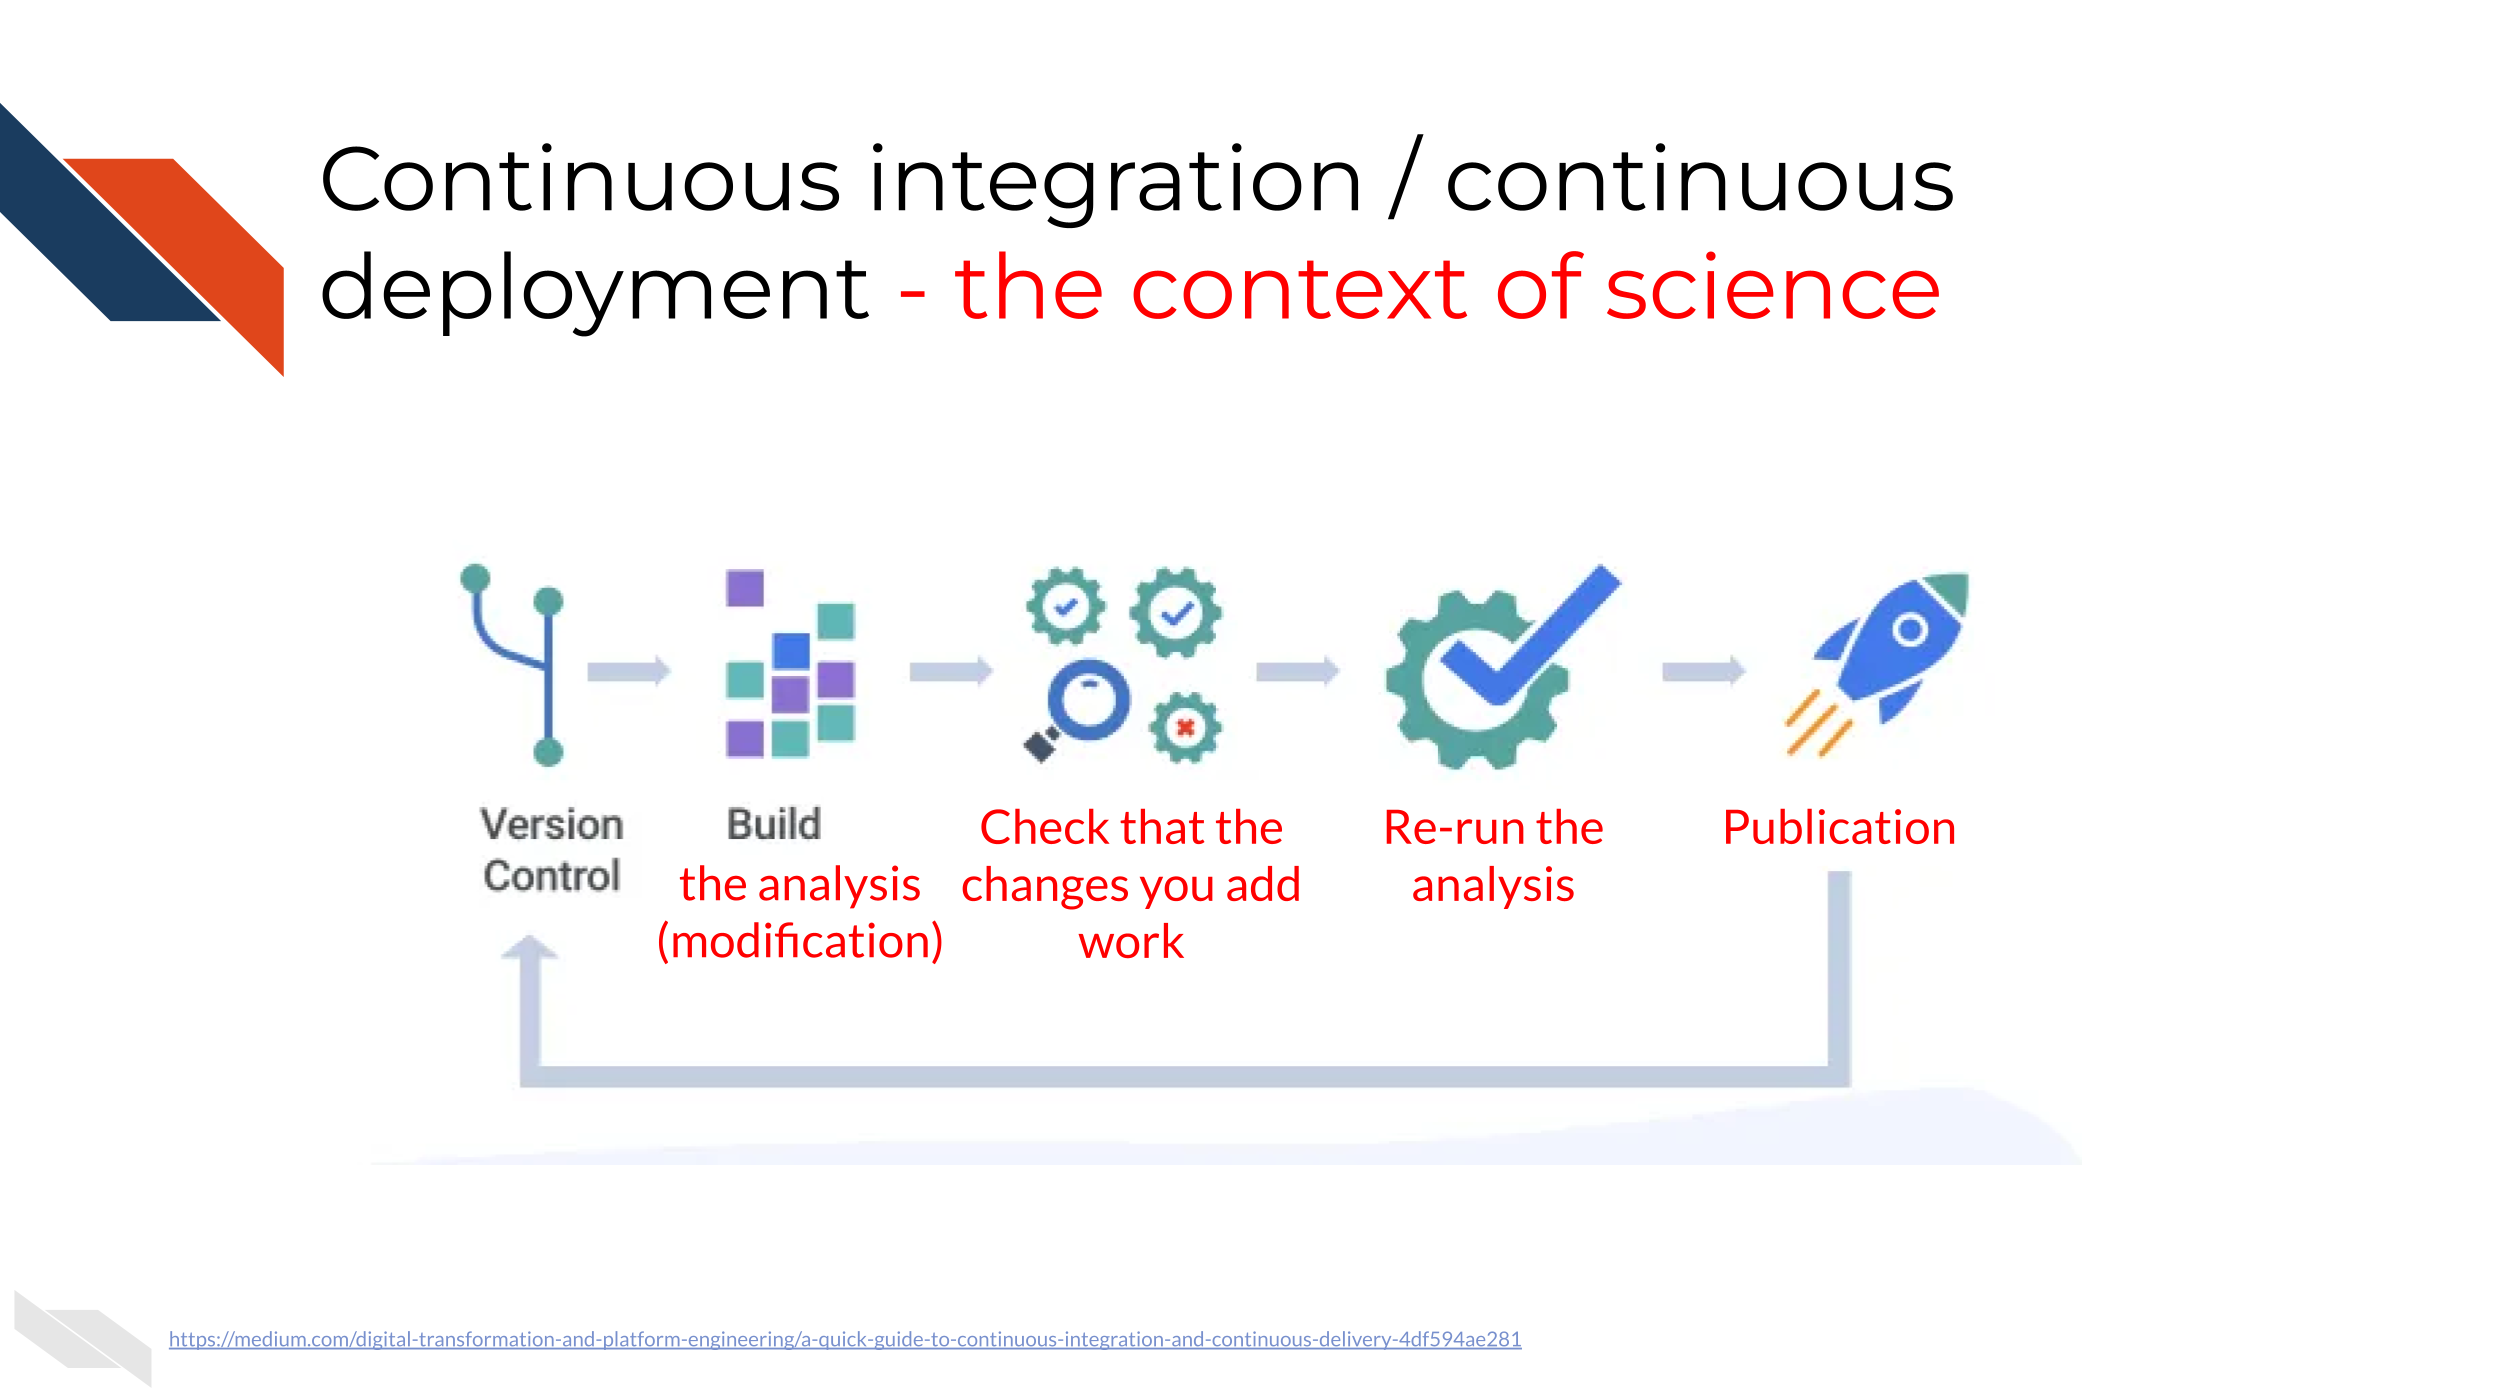 Continuous integration / continuous
deployment - the context of science
Version
Control
Build
the analysis
(modification)
Check that the
changes you add
work
Re-run the
analysis
Publication
https://medium.com/digital-transformation-and-platform-engineering/a-quick-guide-to-continuous-integration-and-continuous-delivery-4df594ae281